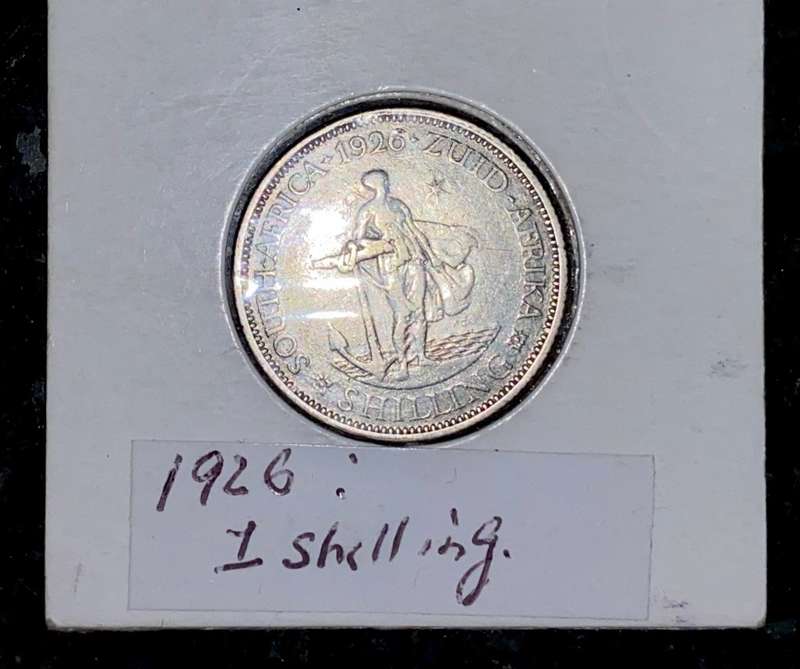 SOUTH·AFRICA·1926·ZUID-AFRIKA
SHILLING
1926 :
1 shelling.